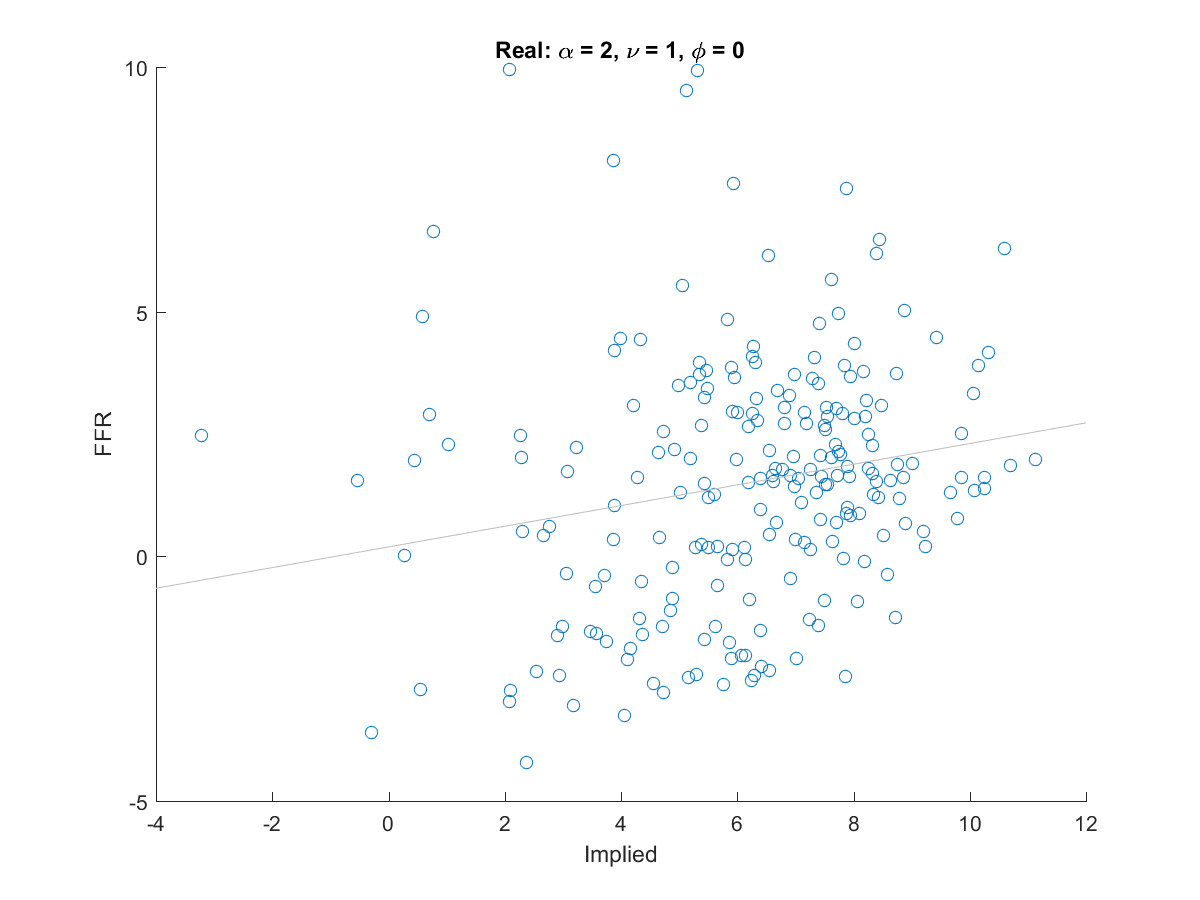 Real: α = 2, ν = 1, ϕ = 0
10
5
0
-5
FFR
-4 -2 0 2 4 6 8 10 12
Implied